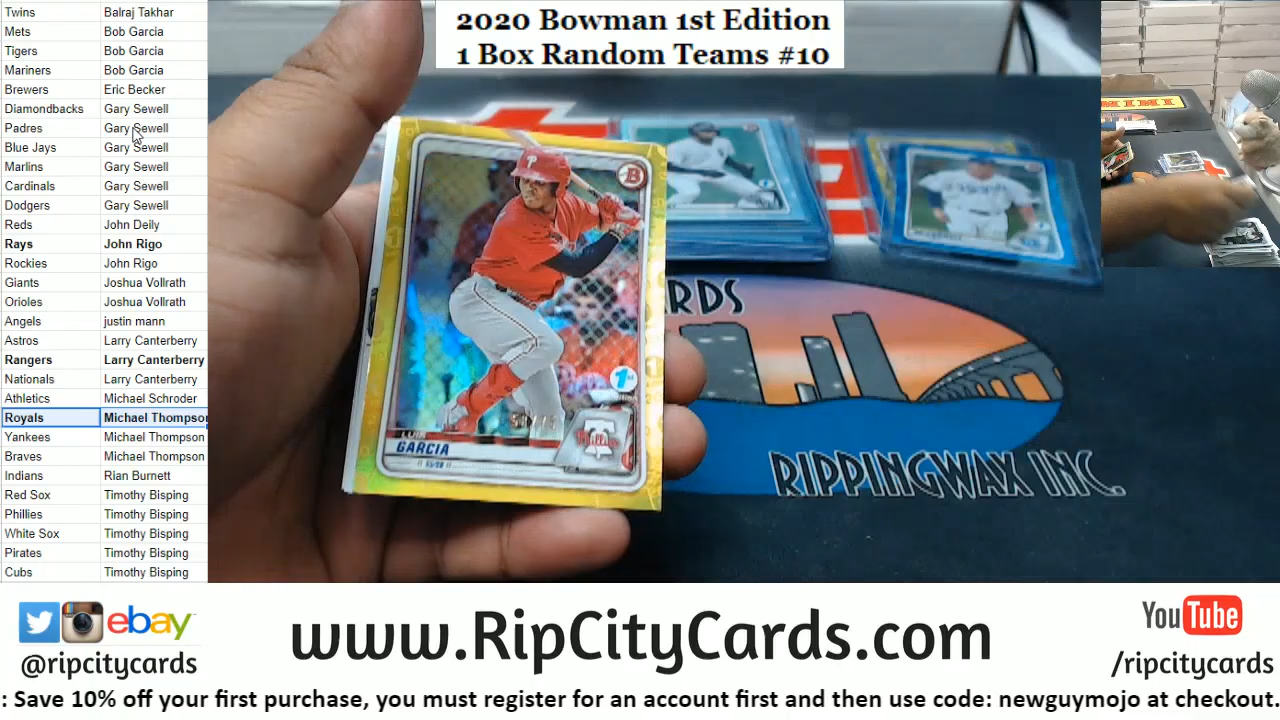 Twins Balraj Takhar
Mets Bob Garcia
Tigers Bob Garcia
Mariners Bob Garcia
Brewers Eric Becker
Diamondbacks Gary Sewell
Padres Gary Sewell
Blue Jays Gary Sewell
Marlins Gary Sewell
Cardinals Gary Sewell
Dodgers Gary Sewell
Reds John Deily
Rays John Rigo
Rockies John Rigo
Giants Joshua Vollrath
Orioles Joshua Vollrath
Angels justin mann
Astros Larry Canterberry
Rangers Larry Canterberry
Nationals Larry Canterberry
Athletics Michael Schroder
Royals Michael Thompson
Yankees Michael Thompson
Braves Michael Thompson
Indians Rian Burnett
Red Sox Timothy Bisping
Phillies Timothy Bisping
White Sox Timothy Bisping
Pirates Timothy Bisping
Cubs Timothy Bisping
2020 Bowman 1st Edition
1 Box Random Teams #10
P
B
1st
LUIS
GARCIA
Phillies
RDS
RIPPINGWAX INC.
ebay
@ripcitycards
www.RipCityCards.com
YouTube
/ripcitycards
: Save 10% off your first purchase, you must register for an account first and then use code: newguymojo at checkout.